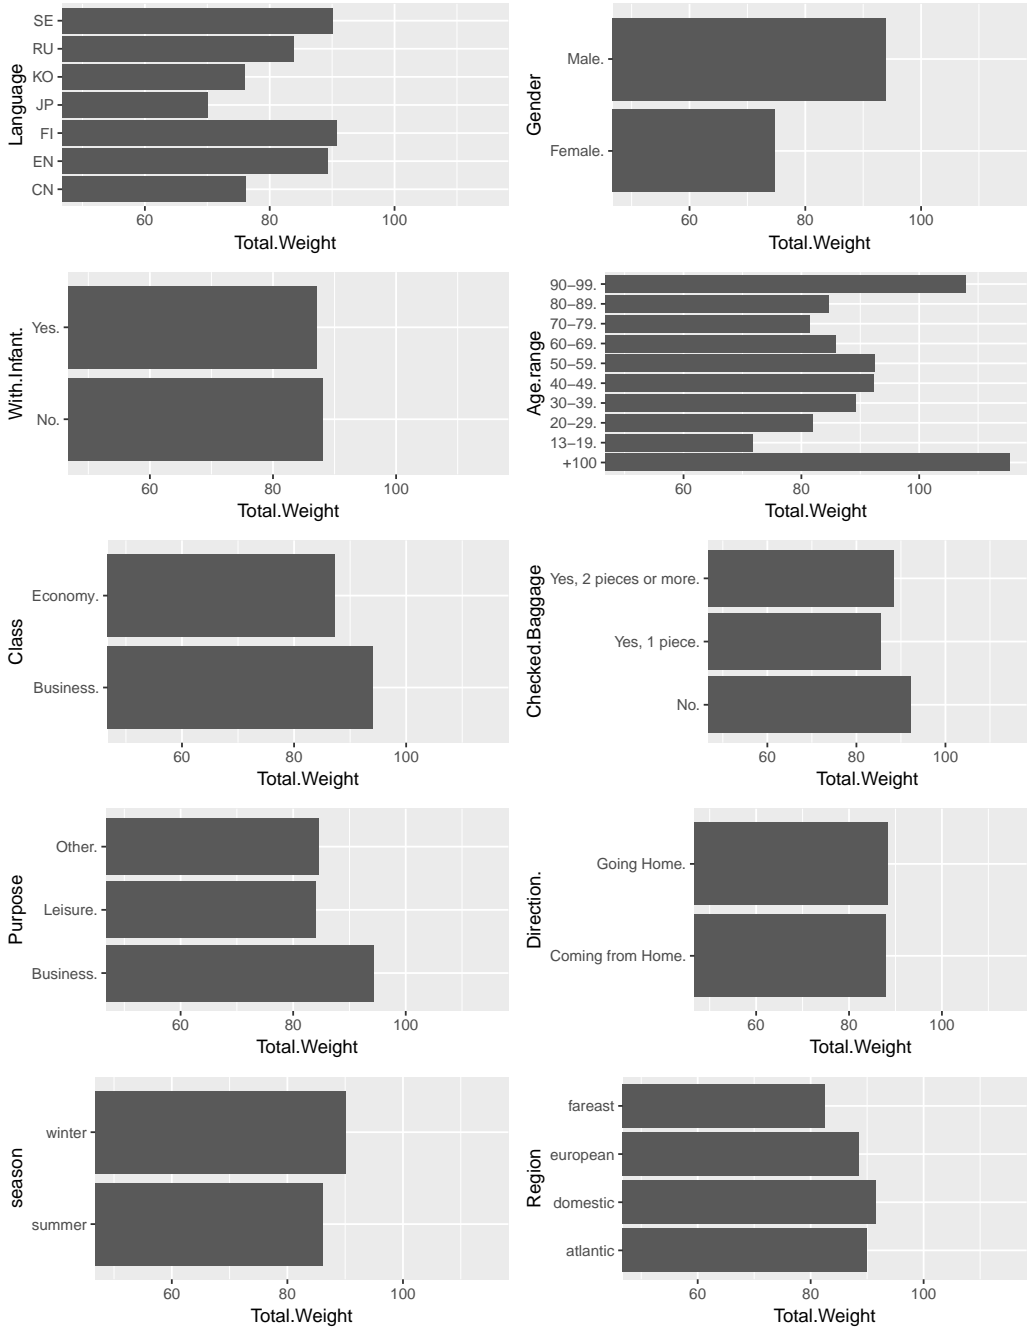 Language
SE
RU
KO
JP
FI
EN
CN
60 80 100
Total.Weight
Gender
Male.
Female.
60 80 100
Total.Weight
With.Infant.
Yes.
No.
60 80 100
Total.Weight
Age.range
90−99.
80−89.
70−79.
60−69.
50−59.
40−49.
30−39.
20−29.
13−19.
+100
60 80 100
Total.Weight
Class
Economy.
Business.
60 80 100
Total.Weight
Checked.Baggage
Yes, 2 pieces or more.
Yes, 1 piece.
No.
60 80 100
Total.Weight
Purpose
Other.
Leisure.
Business.
60 80 100
Total.Weight
Direction.
Going Home.
Coming from Home.
60 80 100
Total.Weight
season
winter
summer
60 80 100
Total.Weight
Region
fareast
european
domestic
atlantic
60 80 100
Total.Weight